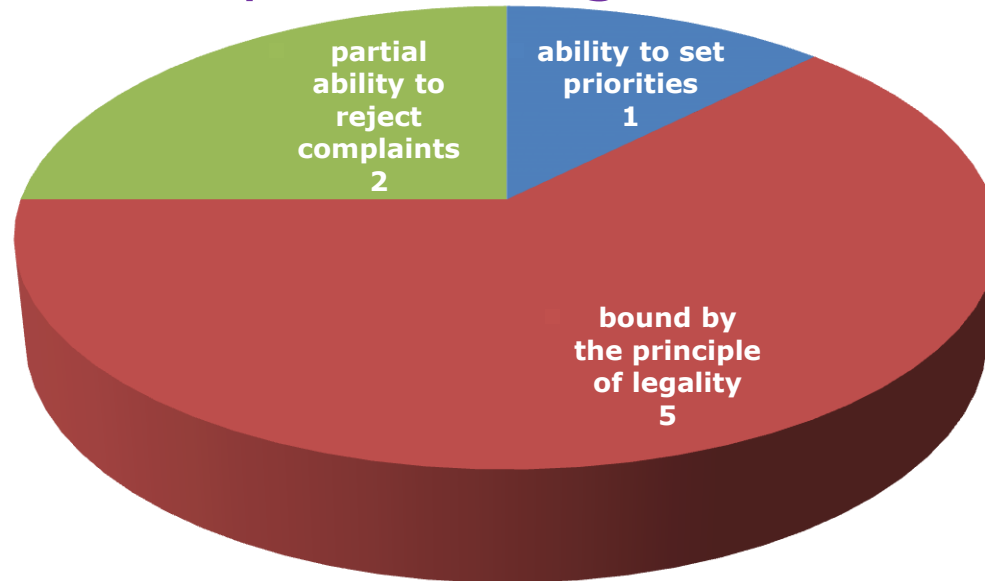 partial
ability to
reject
complaints
2
ability to set
priorities
1
bound by
the principle
of legality
5